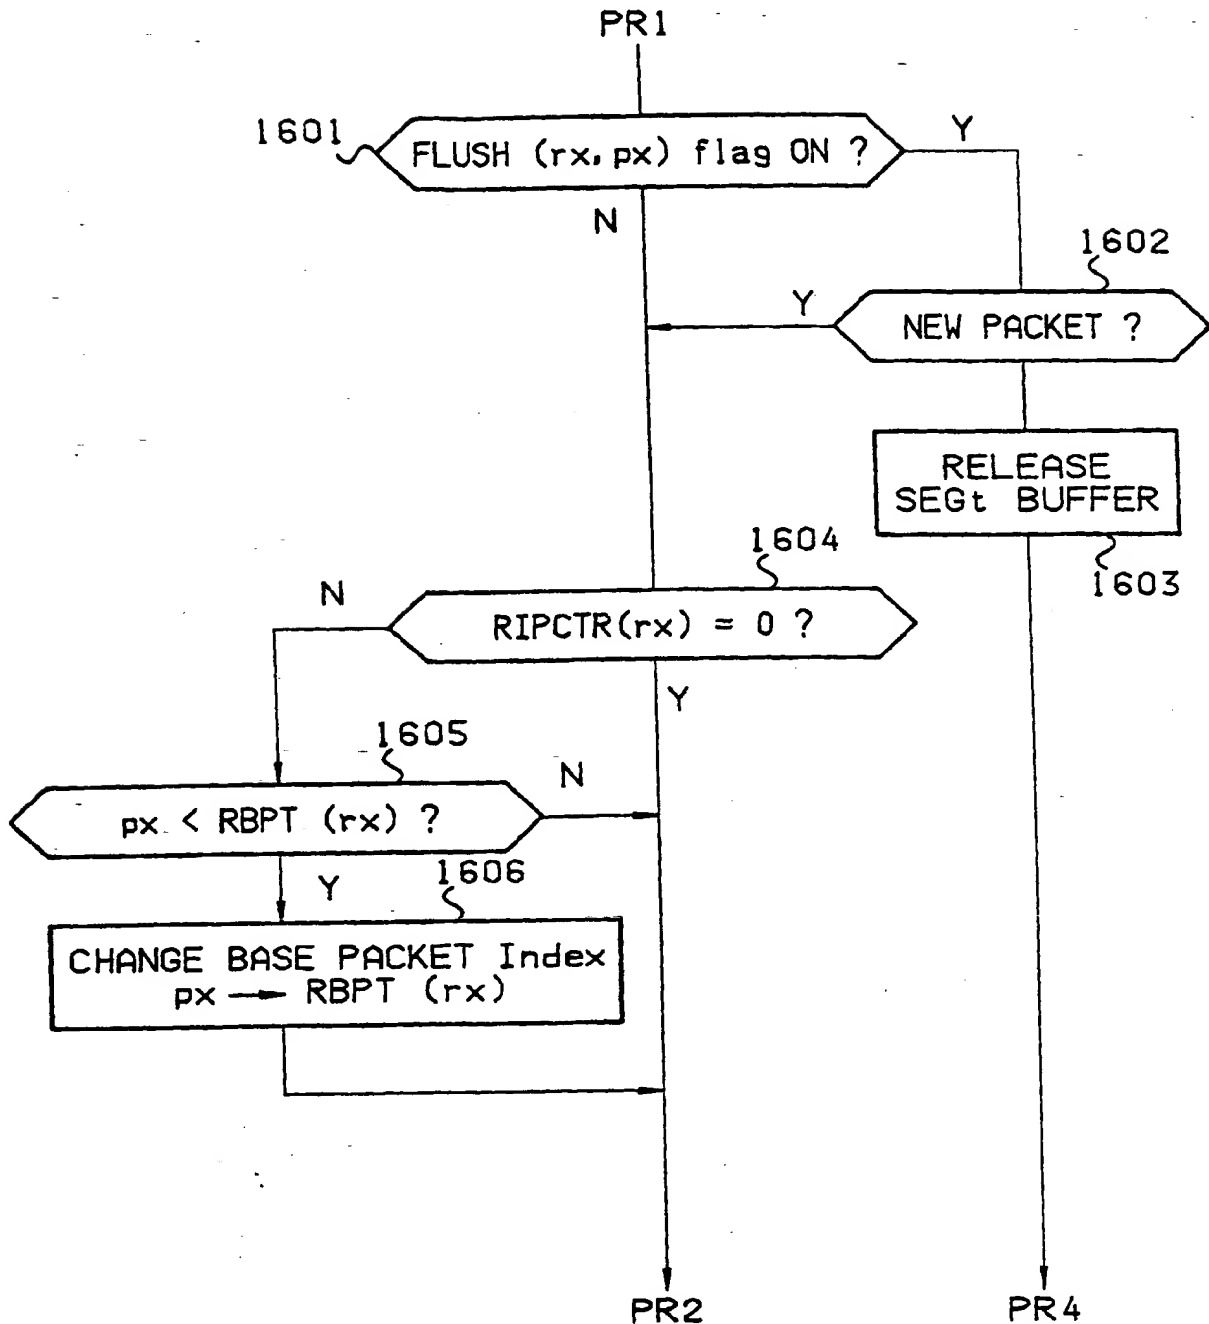 PR1
1601
FLUSH (rx,px) flag ON ?
Y
N
1602
Y
NEW PACKET ?
RELEASE
SEGt BUFFER
1603
1604
N
RIPCTR(rx) = 0 ?
Y
1605
N
px < RBPT (rx) ?
1606
Y
CHANGE BASE PACKET Index
px → RBPT (rx)
PR2
PR4